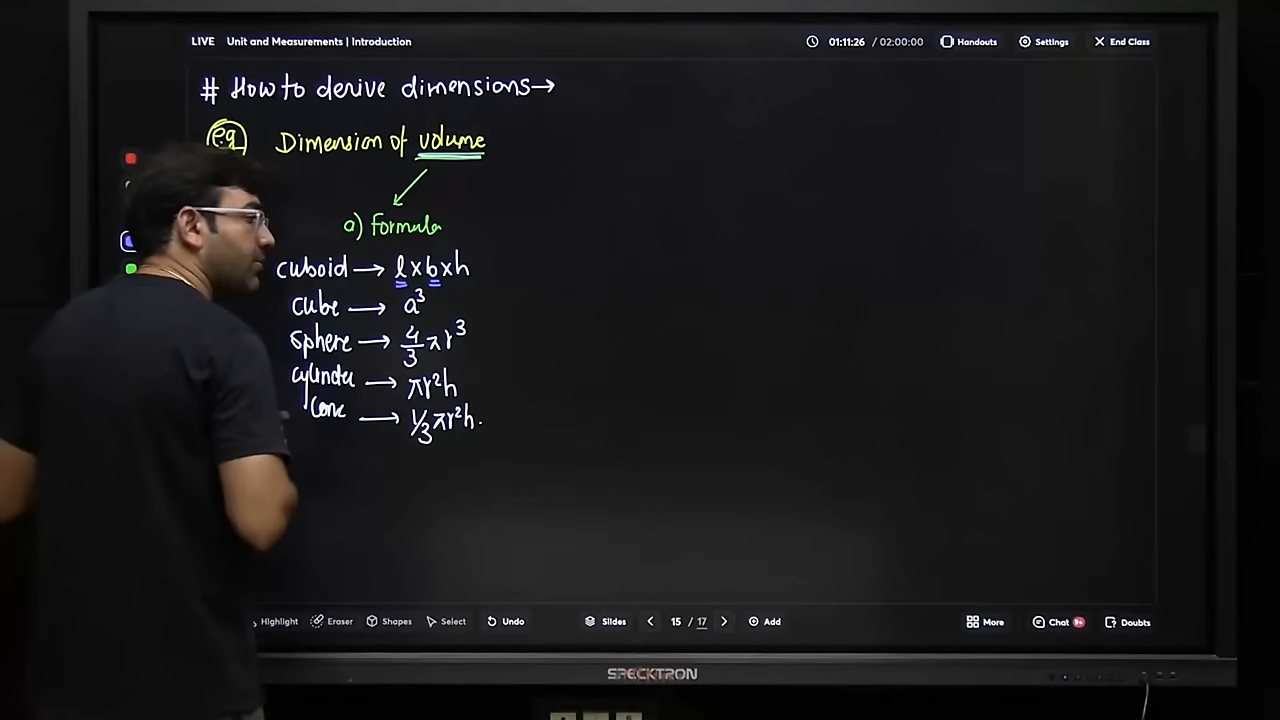 LIVE Unit and Measurements | Introduction 01:11:26 / 02:00:00 Handouts Settings End Class
# How to derive dimensions→
eg Dimension of volume
a) Formula
cuboid → l×b×h
cube → a³
sphere → 4/3 πr³
cylinder → πr²h
Cone → 1/3 πr²h.
Highlight Eraser Shapes Select Undo Slides 15 / 17 Add More Chat 9+ Doubts
SPECKTRON